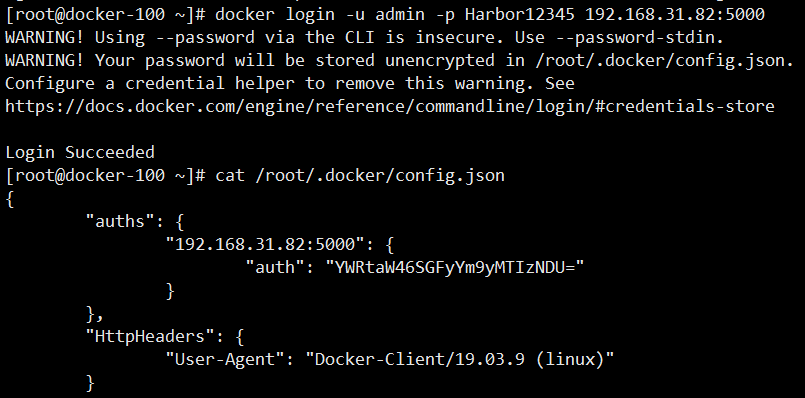 [root@docker-100 ~]# docker login -u admin -p Harbor12345 192.168.31.82:5000
WARNING! Using --password via the CLI is insecure. Use --password-stdin.
WARNING! Your password will be stored unencrypted in /root/.docker/config.json.
Configure a credential helper to remove this warning. See
https://docs.docker.com/engine/reference/commandline/login/#credentials-store

Login Succeeded
[root@docker-100 ~]# cat /root/.docker/config.json
{
        "auths": {
                "192.168.31.82:5000": {
                        "auth": "YWRtaW46SGFyYm9yMTIzNDU="
                }
        },
        "HttpHeaders": {
                "User-Agent": "Docker-Client/19.03.9 (linux)"
        }